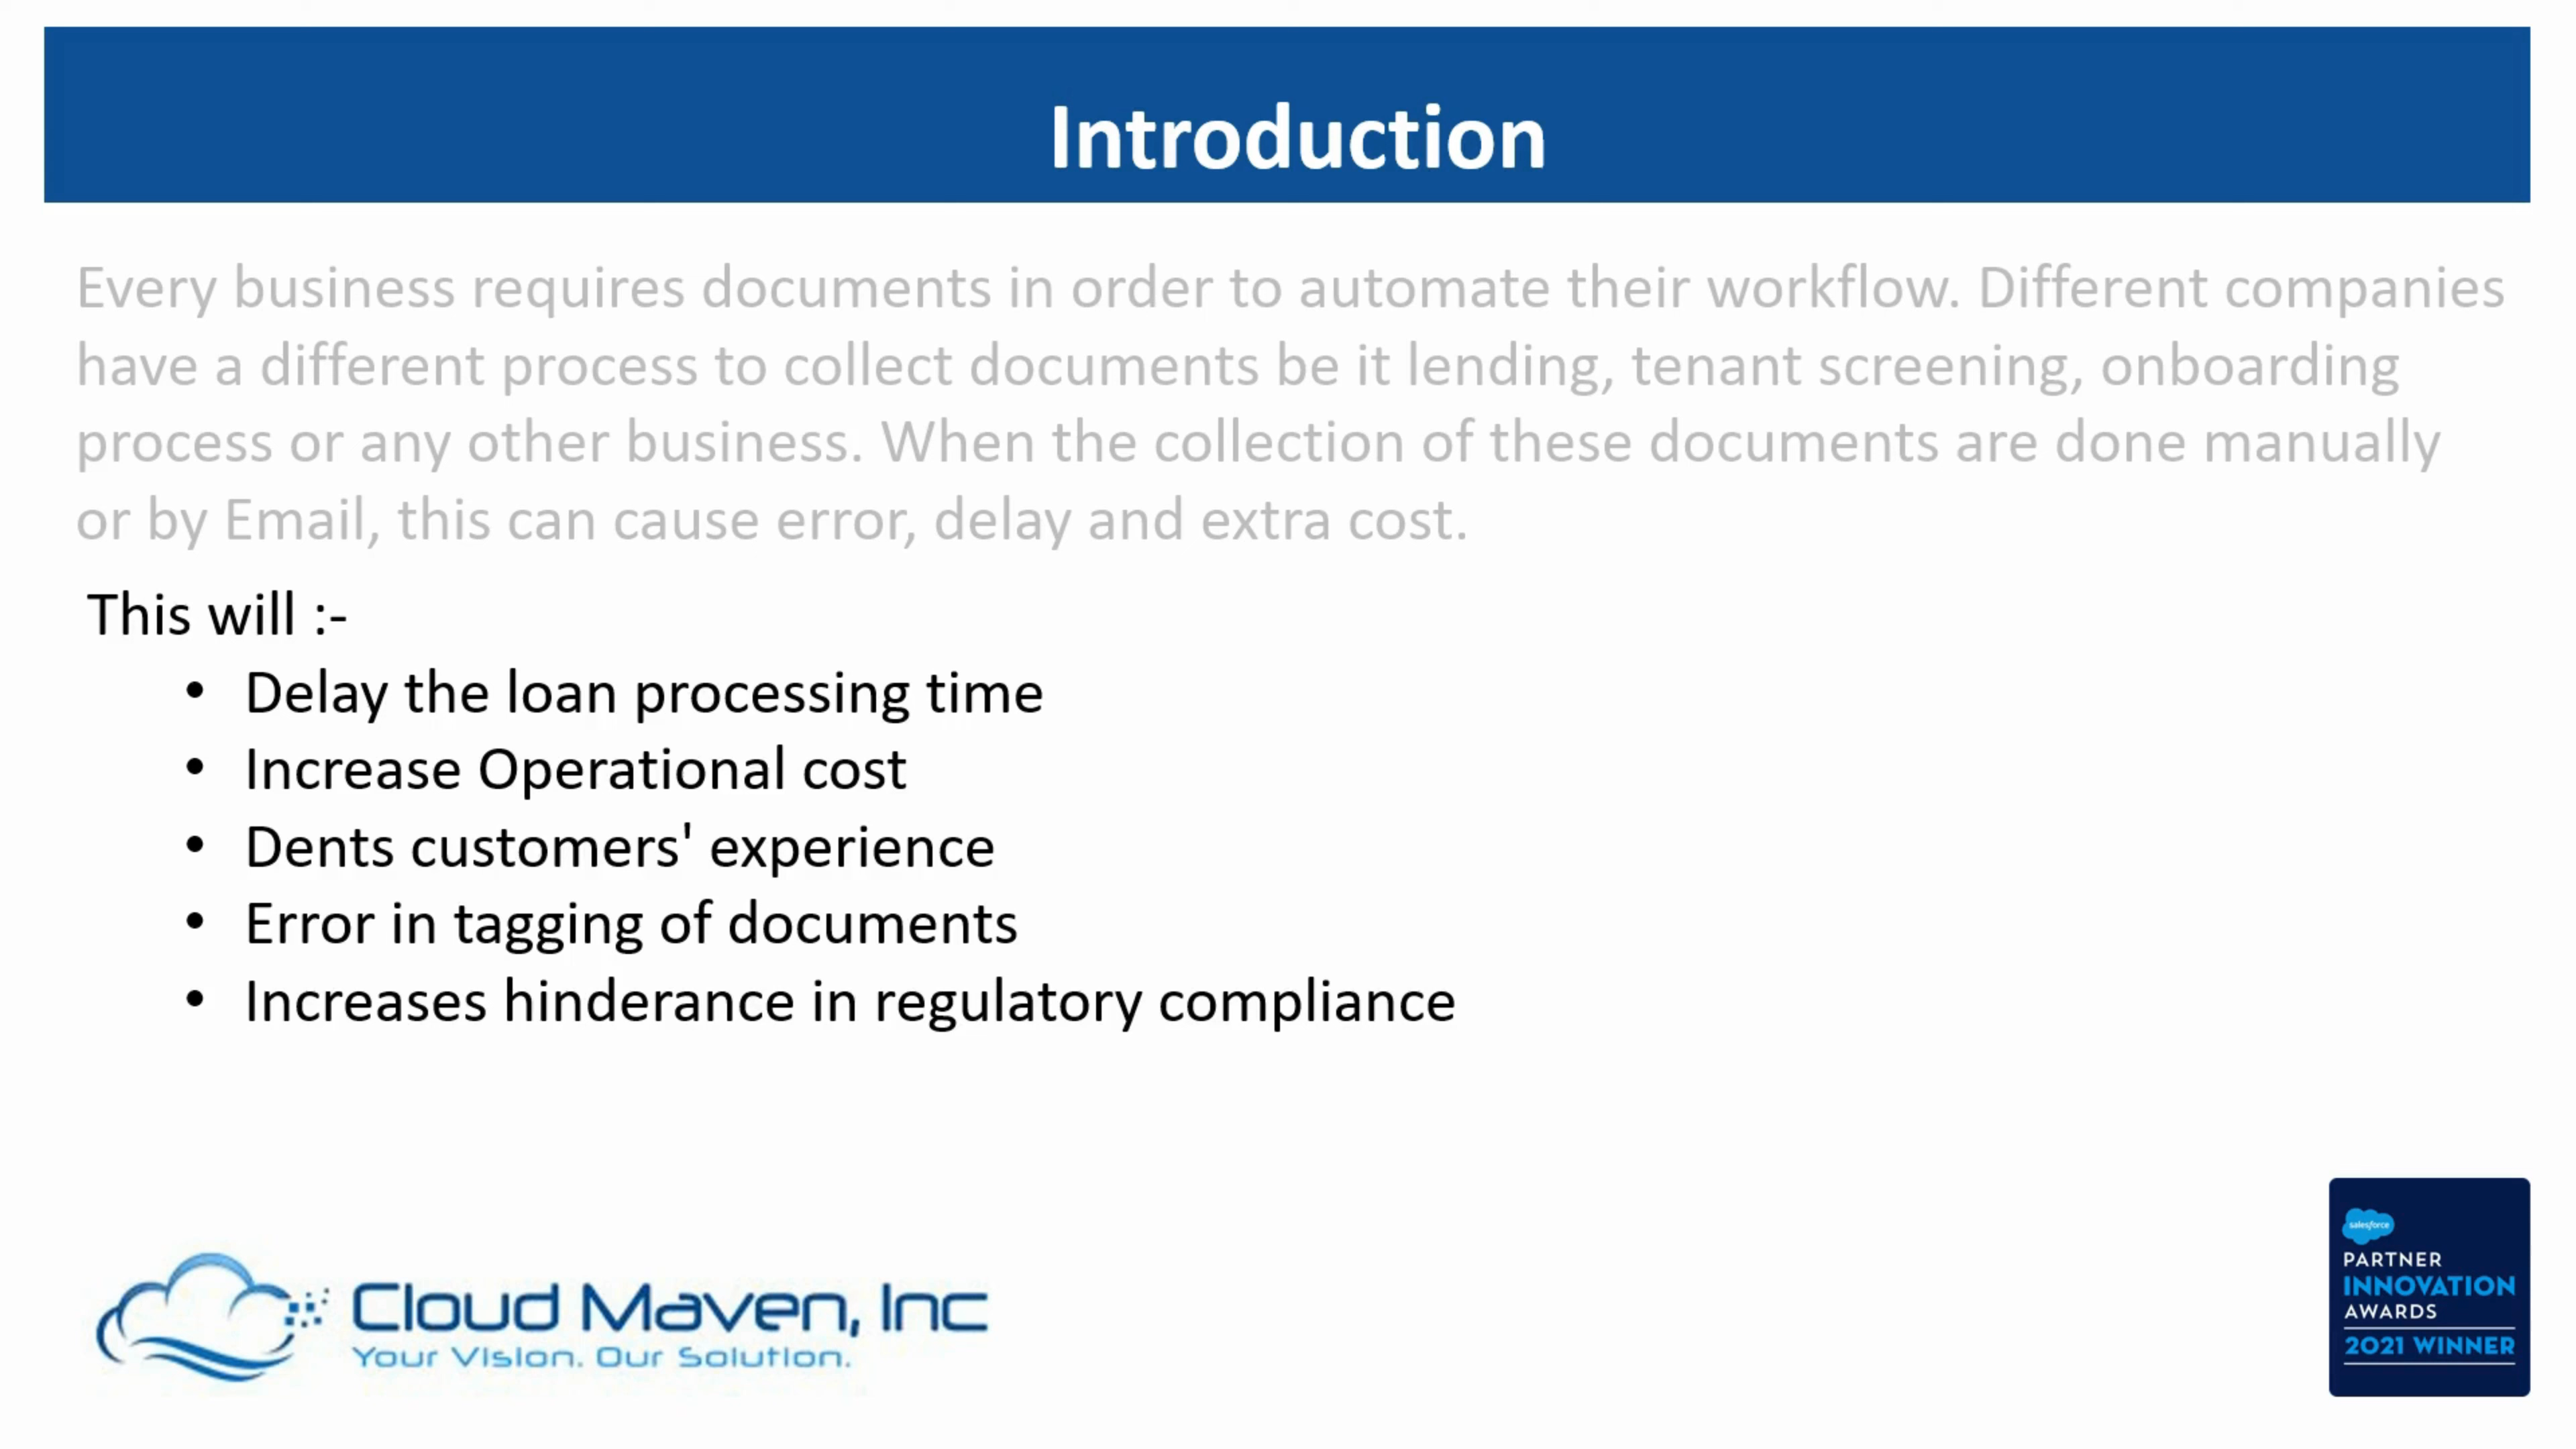 Introduction
Every business requires documents in order to automate their workflow. Different companies
have a different process to collect documents be it lending, tenant screening, onboarding
process or any other business. When the collection of these documents are done manually
or by Email, this can cause error, delay and extra cost.
This will :-
• Delay the loan processing time
• Increase Operational cost
• Dents customers' experience
• Error in tagging of documents
• Increases hinderance in regulatory compliance
Cloud Maven, Inc
Your Vision. Our Solution.
salesforce
PARTNER
INNOVATION
AWARDS
2021 WINNER